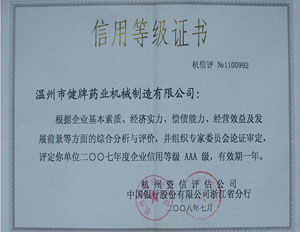 信用等级证书
杭信评 №1100992
温州市健牌药业机械制造有限公司：
根据企业基本素质、经济实力、偿债能力、经营效益及
发展前景等方面的综合分析与评价，并组织专家委员会论证审定，
评定你单位二〇〇七年度企业信用等级 AAA 级，有效期一年。
杭州资信评估公司
中国银行股份有限公司浙江省分行
二〇〇八年七月